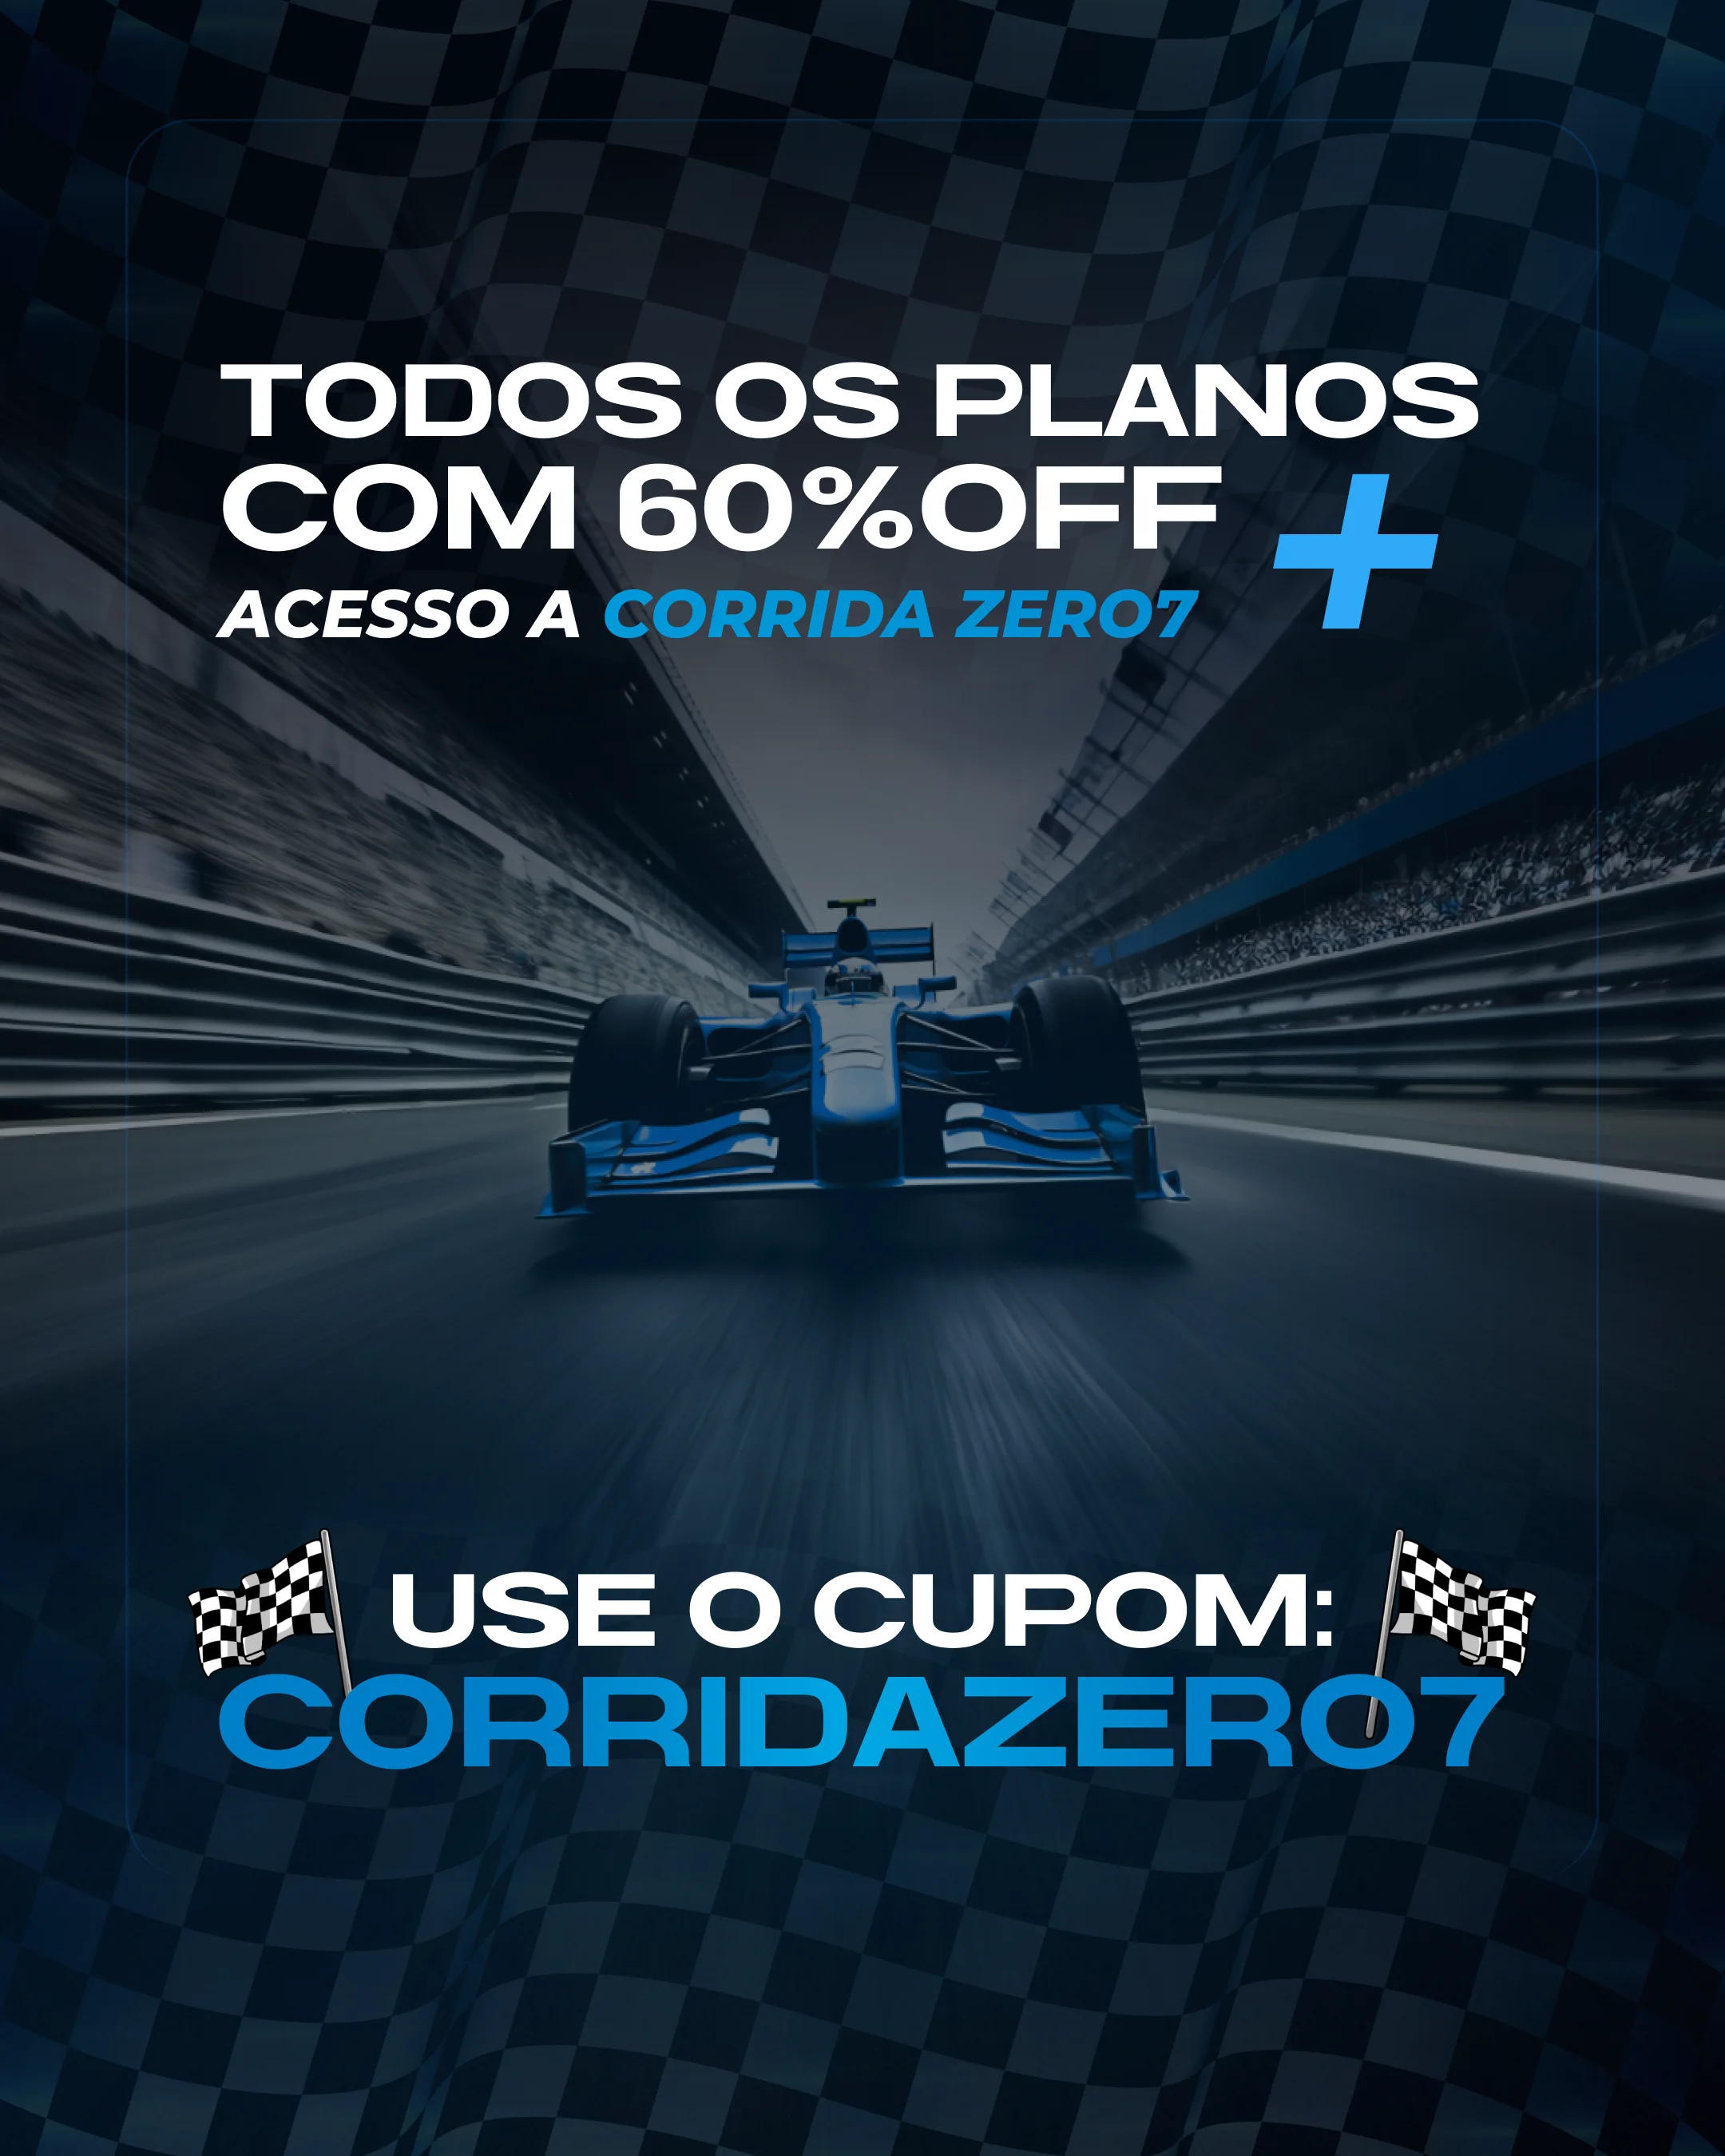 TODOS OS PLANOS
COM 60%OFF +
ACESSO A CORRIDA ZERO7
USE O CUPOM:
CORRIDAZERO7